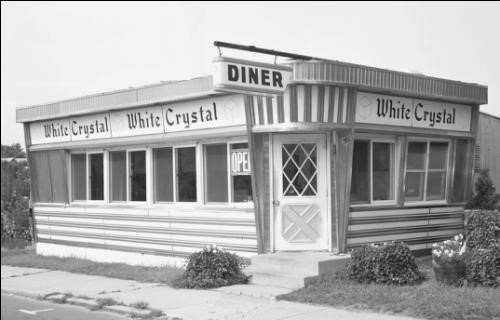 DINER
White Crystal White Crystal
White Crystal
OPEN